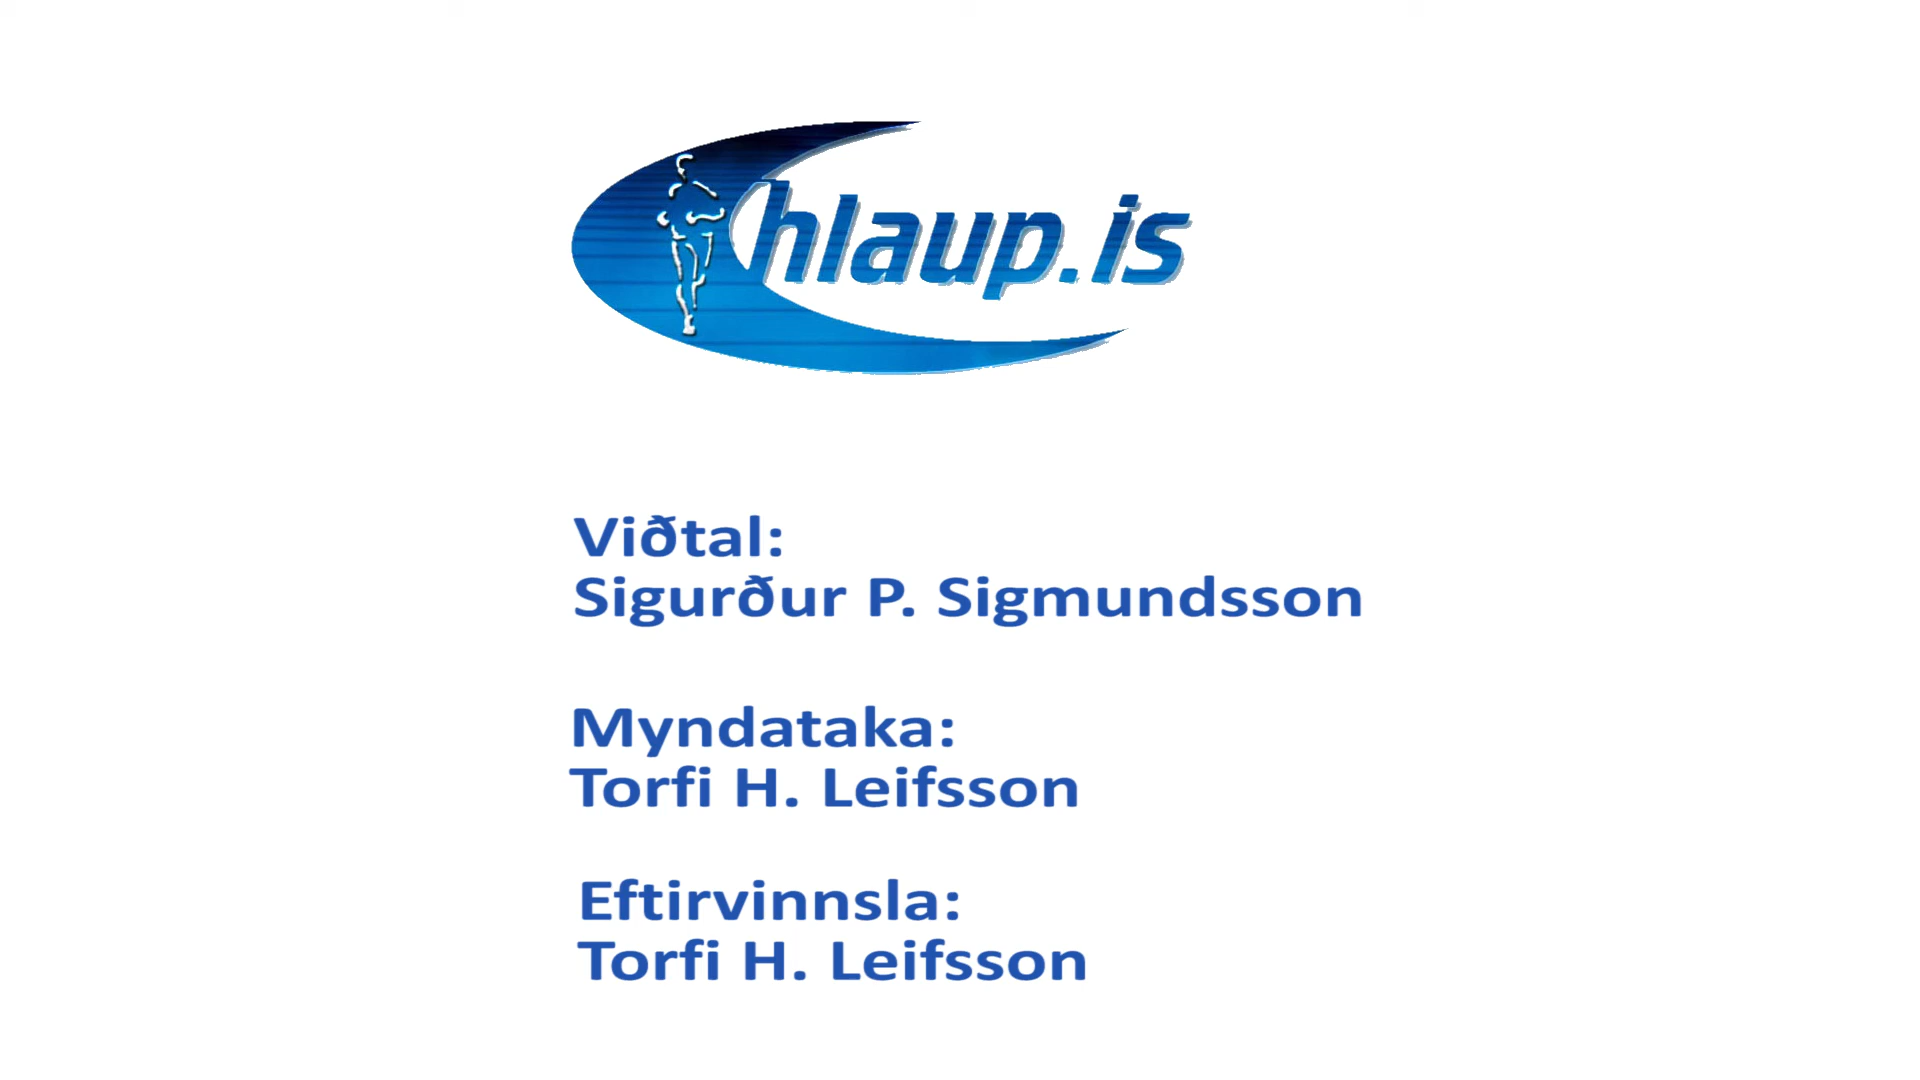 hlaup.is
Viðtal:
Sigurður P. Sigmundsson
Myndataka:
Torfi H. Leifsson
Eftirvinnsla:
Torfi H. Leifsson